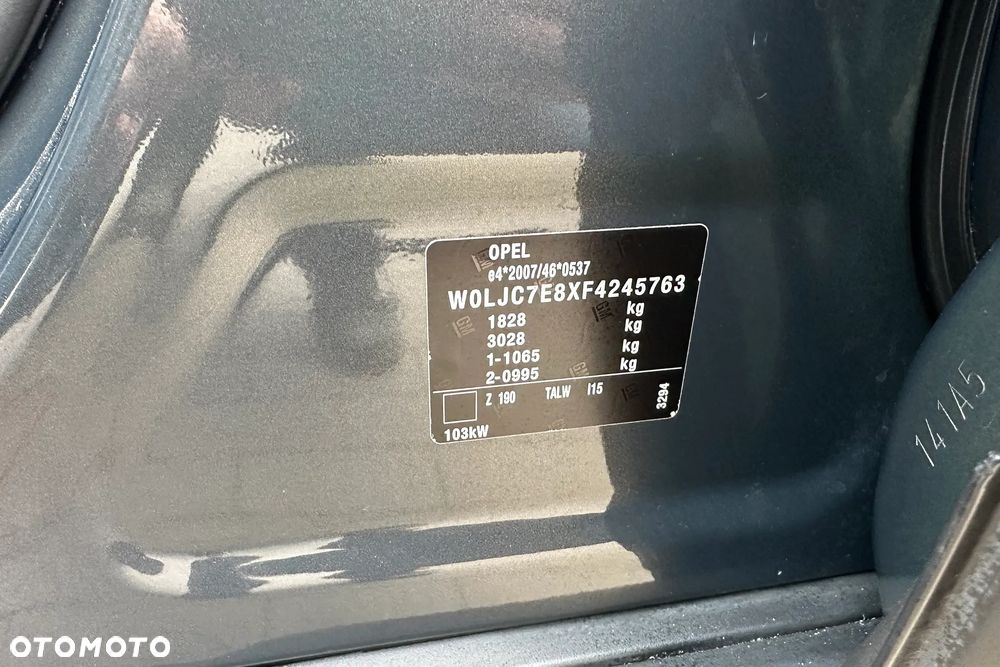 OPEL
e4*2007/46*0537
W0LJC7E8XF4245763
1828 kg
3028 kg
1-1065 kg
2-0995 kg
Z 190 TALW I15
3294
103kW
141A5
OTOMOTO